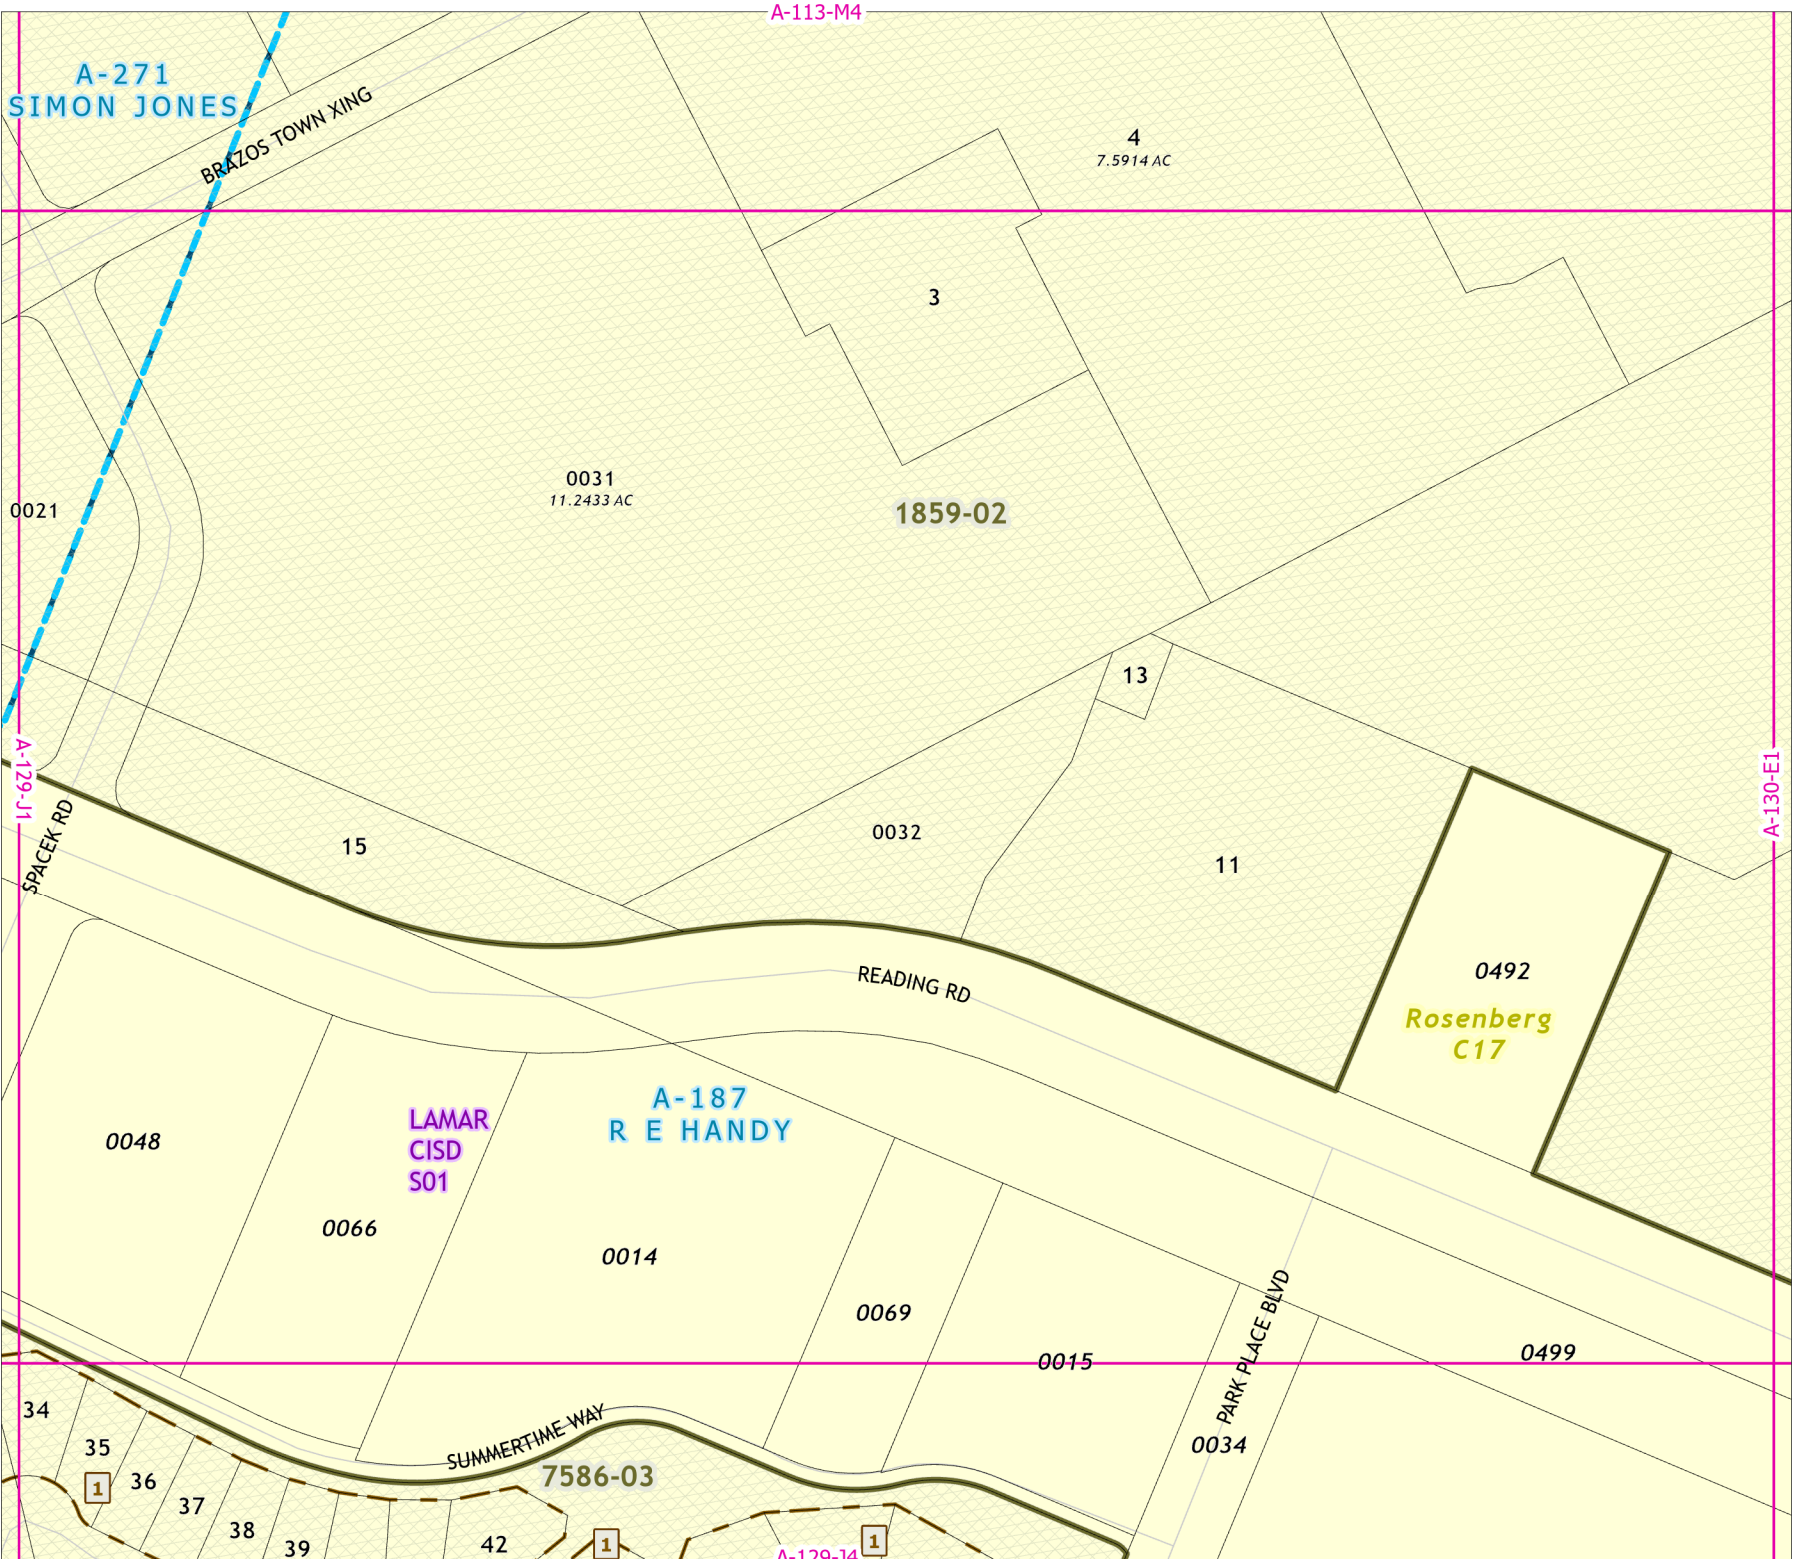 A-113-M4
A-271
SIMON JONES
BRAZOS TOWN XING
4
7.5914 AC
3
0031
11.2433 AC
1859-02
0021
13
A-129-J1
A-130-E1
SPACEK RD
15
0032
11
0492
READING RD
Rosenberg
C17
A-187
R E HANDY
LAMAR
CISD
S01
0048
0066
0014
0069
0015
PARK PLACE BLVD
0499
0034
34
35
36
37
38
39
42
1
SUMMERTIME WAY
7586-03
1
1
A-129-J4